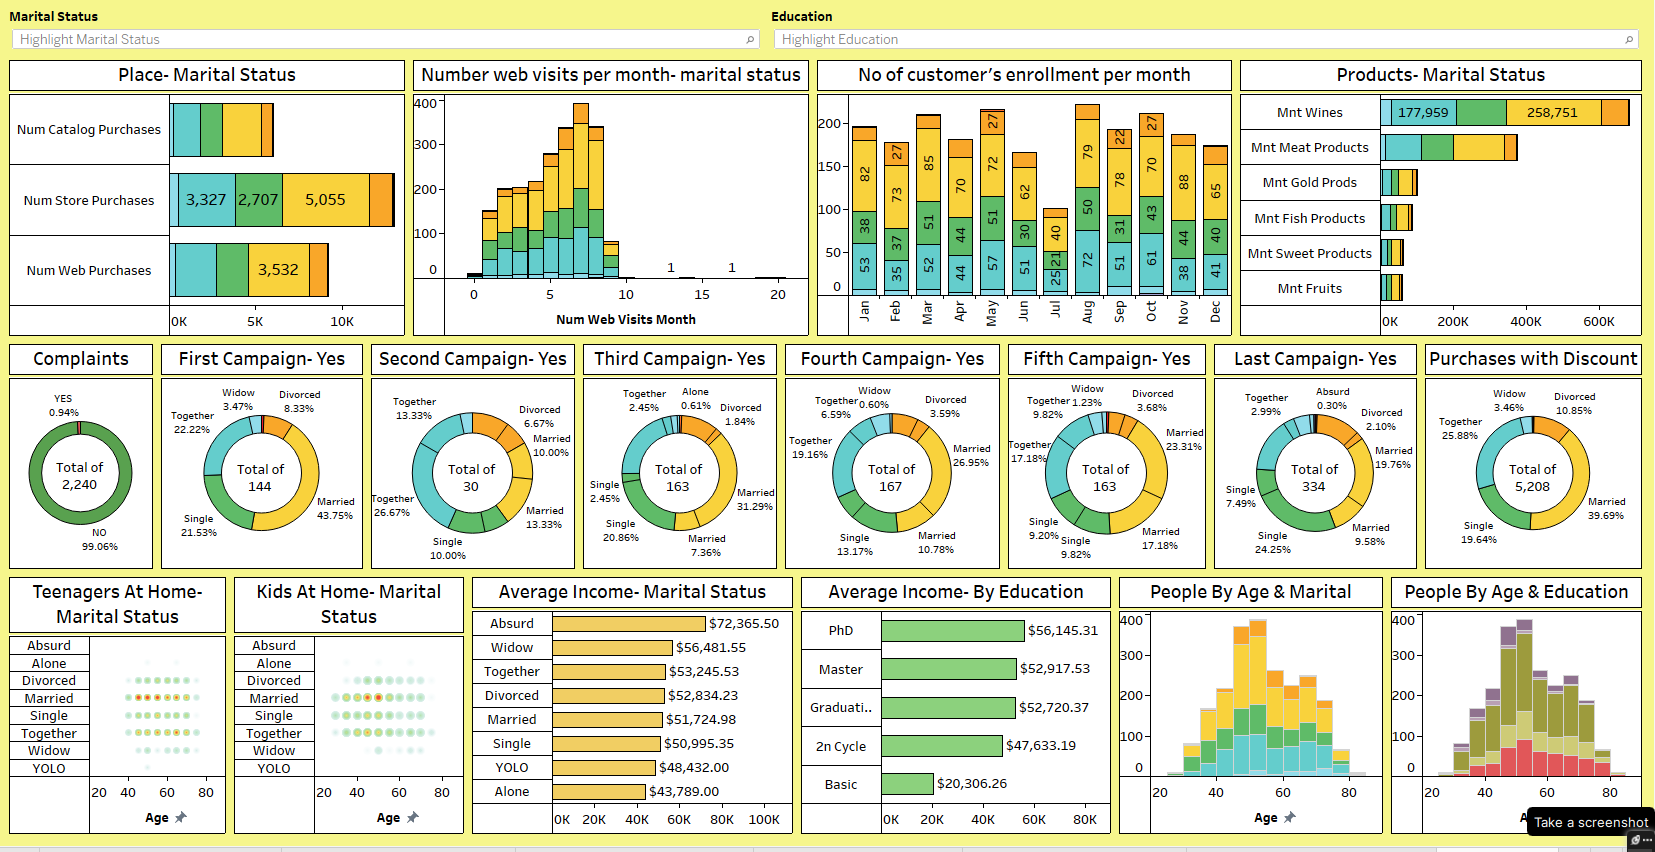 Marital Status
Education
Highlight Marital Status
Highlight Education
Place- Marital Status
Num Catalog Purchases
Num Store Purchases
3,327 2,707 5,055
Num Web Purchases
3,532
0K 5K 10K
Number web visits per month- marital status
400
300
200
100
0
1 1
0 5 10 15 20
Num Web Visits Month
No of customer's enrollment per month
200
150
100
50
0
82 38 53
27 73 37 35
85 51 52
70 44 44
27 72 51 57
62 30 51
40 21 25
79 50 72
22 78 31 51
27 70 43 61
88 44 38
65 40 41
Jan Feb Mar Apr May Jun Jul Aug Sep Oct Nov Dec
Products- Marital Status
Mnt Wines
177,959 258,751
Mnt Meat Products
Mnt Gold Prods
Mnt Fish Products
Mnt Sweet Products
Mnt Fruits
0K 200K 400K 600K
Complaints
YES
0.94%
Total of
2,240
NO
99.06%
First Campaign- Yes
Widow
3.47%
Divorced
8.33%
Together
22.22%
Total of
144
Married
43.75%
Single
21.53%
Second Campaign- Yes
Together
13.33%
Divorced
6.67%
Married
10.00%
Total of
30
Together
26.67%
Married
13.33%
Single
10.00%
Third Campaign- Yes
Together
2.45%
Alone
0.61%
Divorced
1.84%
Total of
163
Single
2.45%
Married
31.29%
Single
20.86%
Married
7.36%
Fourth Campaign- Yes
Widow
0.60%
Together
6.59%
Divorced
3.59%
Together
19.16%
Married
26.95%
Total of
167
Single
13.17%
Married
10.78%
Fifth Campaign- Yes
Widow
1.23%
Together
9.82%
Divorced
3.68%
Married
23.31%
Together
17.18%
Total of
163
Single
9.20%
Single
9.82%
Married
17.18%
Last Campaign- Yes
Absurd
0.30%
Together
2.99%
Divorced
2.10%
Married
19.76%
Total of
334
Single
7.49%
Single
24.25%
Married
9.58%
Purchases with Discount
Widow
3.46%
Divorced
10.85%
Together
25.88%
Total of
5,208
Married
39.69%
Single
19.64%
Teenagers At Home-
Marital Status
Absurd
Alone
Divorced
Married
Single
Together
Widow
YOLO
20 40 60 80
Age
Kids At Home- Marital
Status
Absurd
Alone
Divorced
Married
Single
Together
Widow
YOLO
20 40 60 80
Age
Average Income- Marital Status
Absurd $72,365.50
Widow $56,481.55
Together $53,245.53
Divorced $52,834.23
Married $51,724.98
Single $50,995.35
YOLO $48,432.00
Alone $43,789.00
0K 20K 40K 60K 80K 100K
Average Income- By Education
PhD $56,145.31
Master $52,917.53
Graduati.. $52,720.37
2n Cycle $47,633.19
Basic $20,306.26
0K 20K 40K 60K 80K
People By Age & Marital
400
300
200
100
0
20 40 60 80
Age
People By Age & Education
400
300
200
100
0
20 40 60 80
Take a screenshot